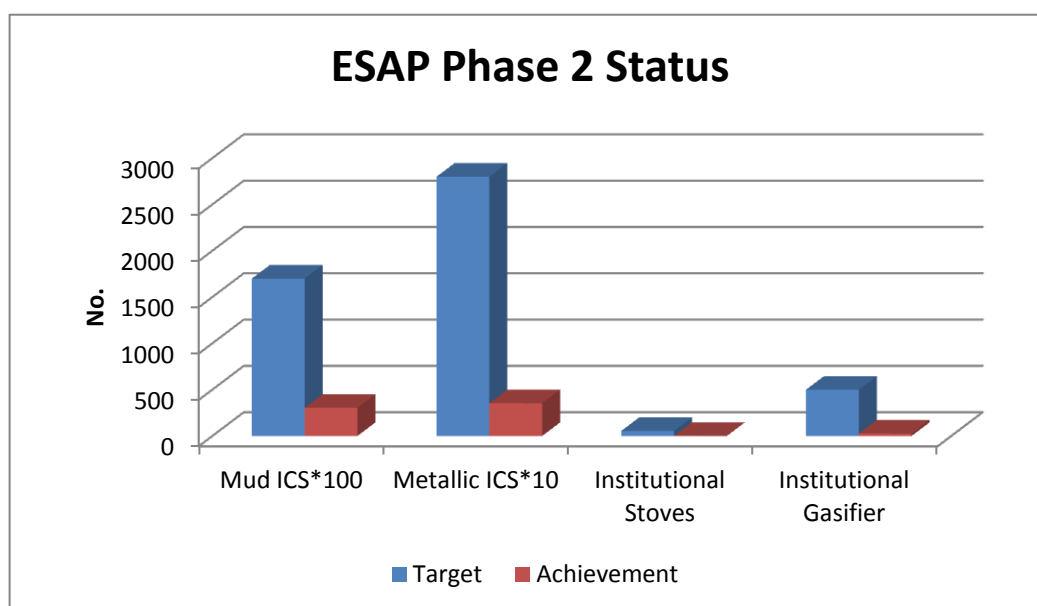 ESAP Phase 2 Status
3000
2500
2000
1500
1000
500
0
No.
Mud ICS*100
Metallic ICS*10
Institutional
Stoves
Institutional
Gasifier
Target
Achievement